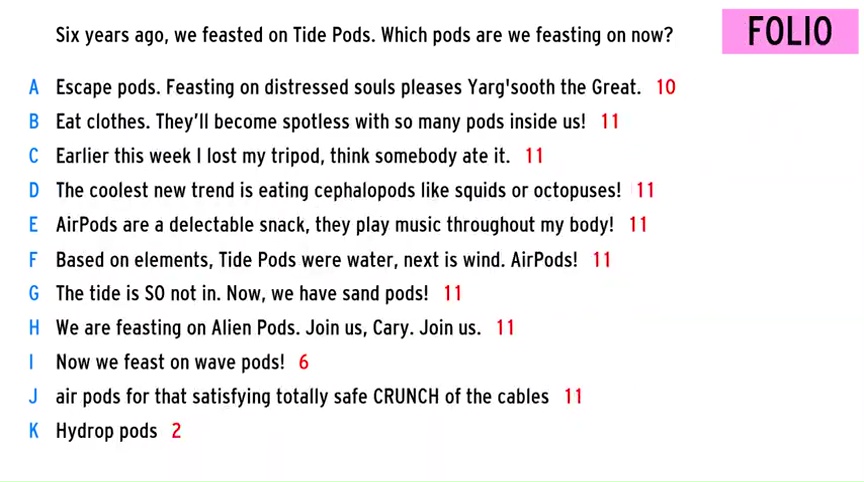 Six years ago, we feasted on Tide Pods. Which pods are we feasting on now?
FOLIO
A Escape pods. Feasting on distressed souls pleases Yarg'sooth the Great. 10
B Eat clothes. They'll become spotless with so many pods inside us! 11
C Earlier this week I lost my tripod, think somebody ate it. 11
D The coolest new trend is eating cephalopods like squids or octopuses! 11
E AirPods are a delectable snack, they play music throughout my body! 11
F Based on elements, Tide Pods were water, next is wind. AirPods! 11
G The tide is SO not in. Now, we have sand pods! 11
H We are feasting on Alien Pods. Join us, Cary. Join us. 11
I Now we feast on wave pods! 6
J air pods for that satisfying totally safe CRUNCH of the cables 11
K Hydrop pods 2